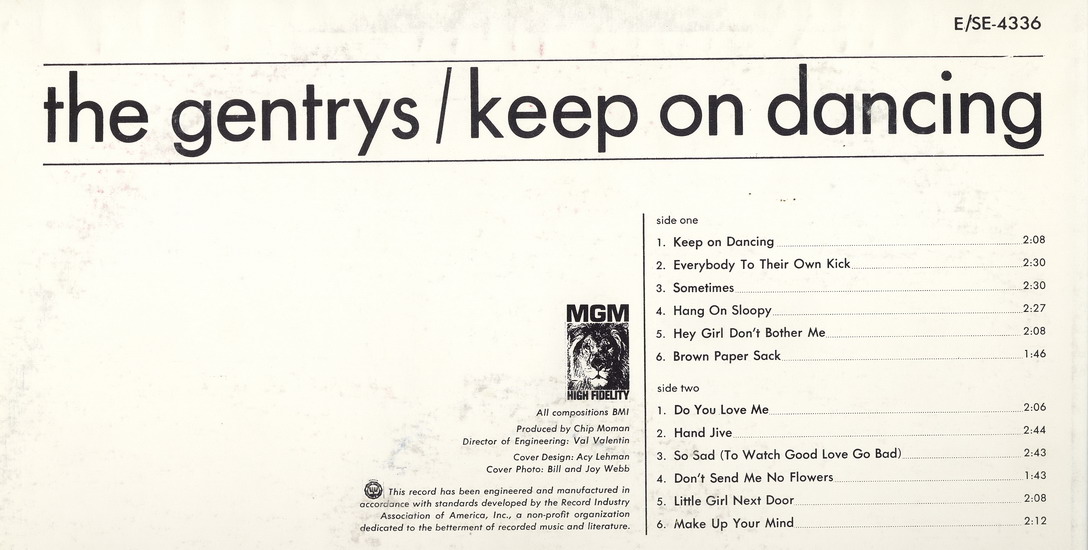 E/SE-4336
the gentrys / keep on dancing
side one
1. Keep on Dancing 2:08
2. Everybody To Their Own Kick 2:30
3. Sometimes 2:30
4. Hang On Sloopy 2:27
5. Hey Girl Don't Bother Me 2:08
6. Brown Paper Sack 1:46
side two
1. Do You Love Me 2:06
2. Hand Jive 2:44
3. So Sad (To Watch Good Love Go Bad) 2:43
4. Don't Send Me No Flowers 1:43
5. Little Girl Next Door 2:08
6. Make Up Your Mind 2:12
MGM
HIGH FIDELITY
All compositions BMI
Produced by Chip Moman
Director of Engineering: Val Valentin
Cover Design: Acy Lehman
Cover Photo: Bill and Joy Webb
This record has been engineered and manufactured in
accordance with standards developed by the Record Industry
Association of America, Inc., a non-profit organization
dedicated to the betterment of recorded music and literature.